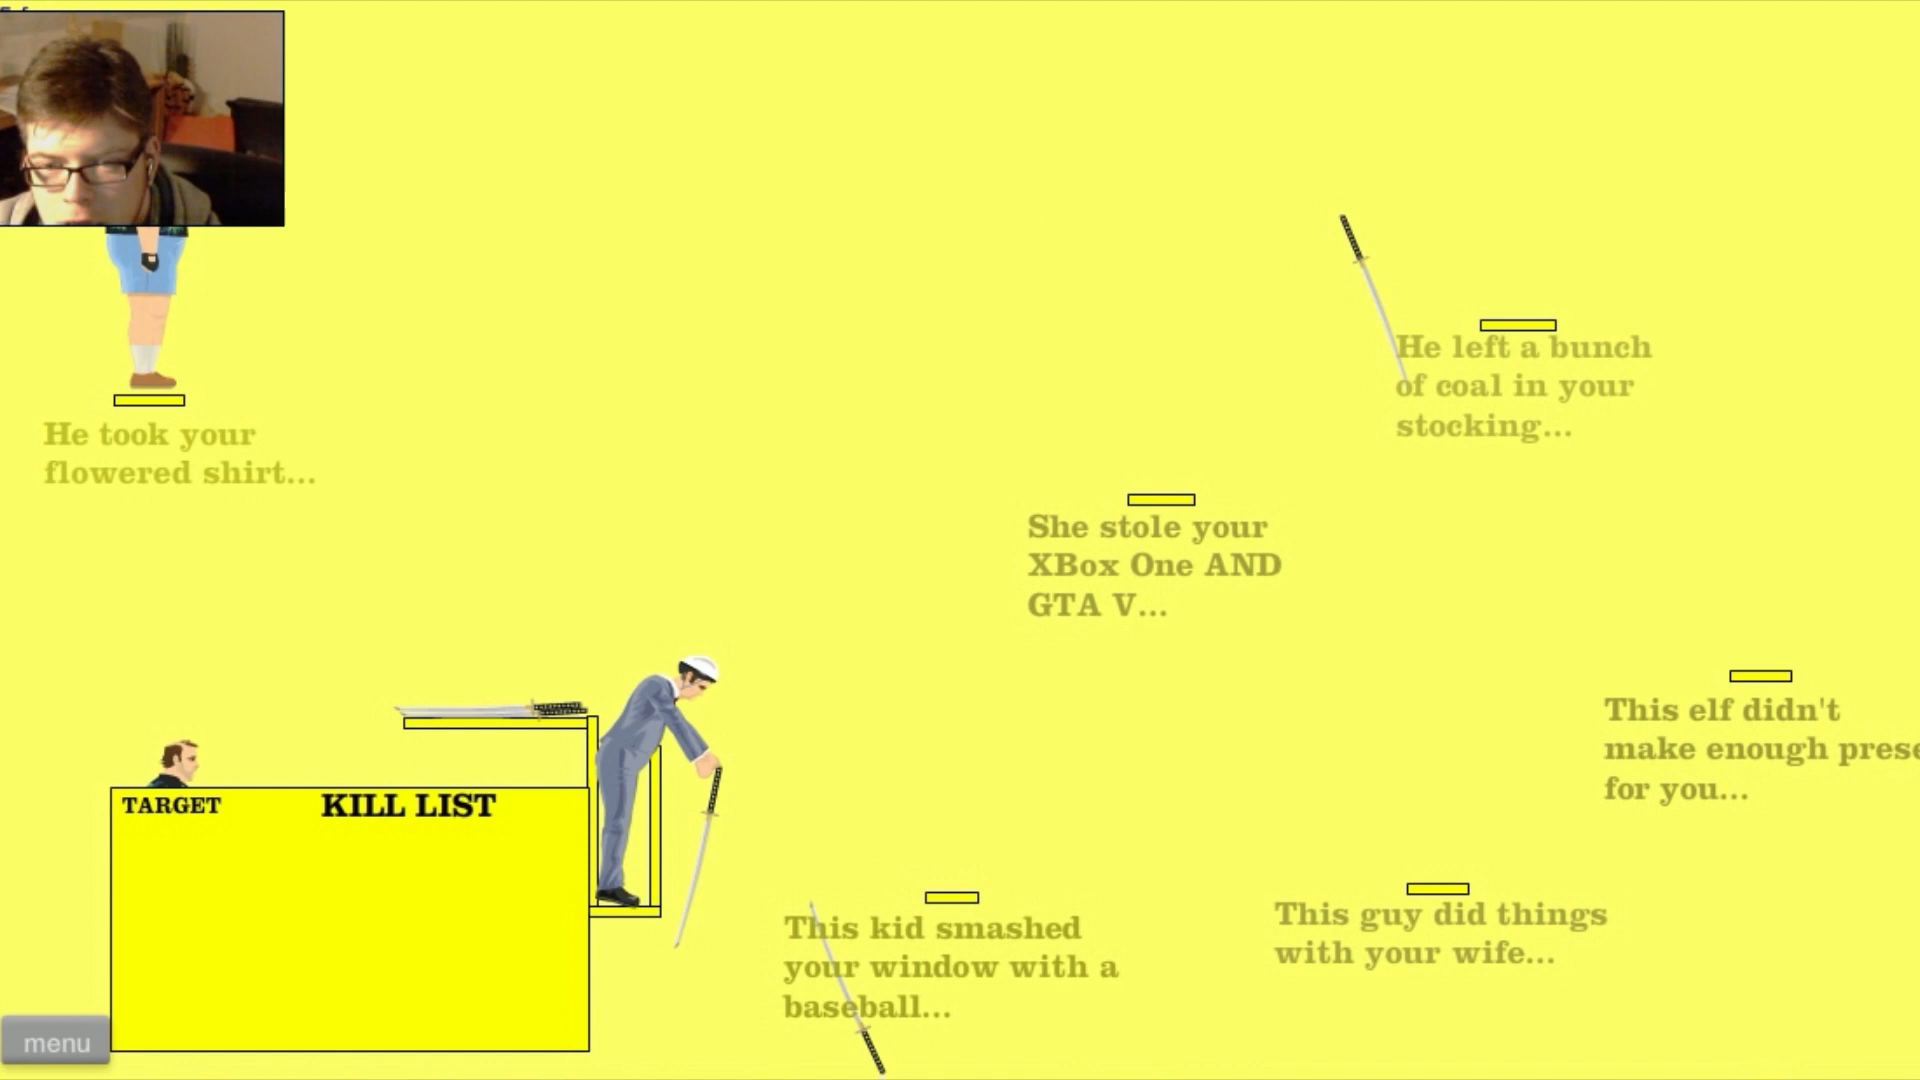 He left a bunch
of coal in your
stocking...
He took your
flowered shirt...
She stole your
XBox One AND
GTA V...
This elf didn't
make enough prese
for you...
TARGET
KILL LIST
This kid smashed
your window with a
baseball...
This guy did things
with your wife...
menu